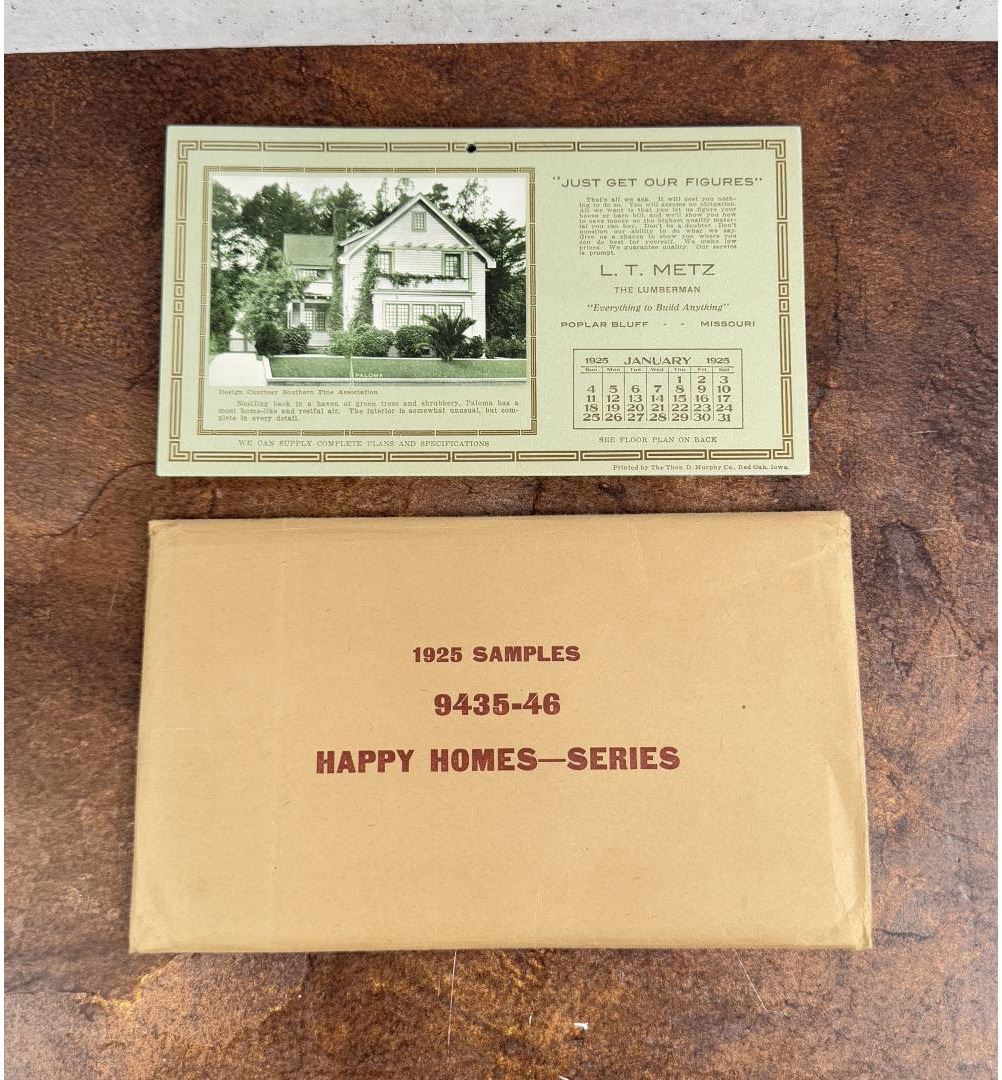 PALOMA
Design Courtesy Southern Pine Association
Nestling back in a haven of green trees and shrubbery, Paloma has a
most home-like and restful air. The interior is somewhat unusual, but com-
plete in every detail.
WE CAN SUPPLY COMPLETE PLANS AND SPECIFICATIONS
"JUST GET OUR FIGURES"
That's all we ask. It will cost you noth-
ing to do so. You will assume no obligation.
All we want is that you let us figure your
house or barn bill, and we'll show you how
to save money on the highest quality mater-
ial you can buy. Don't be a doubter. Don't
question our ability to do what we say.
Give us a chance to show you where you
can do best for yourself. We make low
prices. We guarantee quality. Our service
is prompt.
L. T. METZ
THE LUMBERMAN
"Everything to Build Anything"
POPLAR BLUFF - - MISSOURI
1925 JANUARY 1925
Sun Mon Tue Wed Thu Fri Sat
1 2 3
4 5 6 7 8 9 10
11 12 13 14 15 16 17
18 19 20 21 22 23 24
25 26 27 28 29 30 31
SEE FLOOR PLAN ON BACK
Printed by The Thos. D. Murphy Co., Red Oak, Iowa.
1925 SAMPLES
9435-46
HAPPY HOMES—SERIES